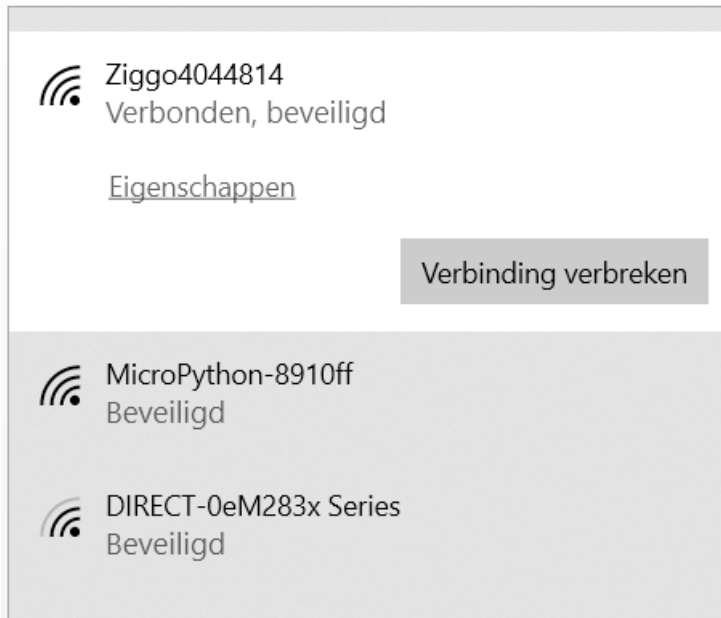 Ziggo4044814
Verbonden, beveiligd
Eigenschappen
Verbinding verbreken
MicroPython-8910ff
Beveiligd
DIRECT-0eM283x Series
Beveiligd